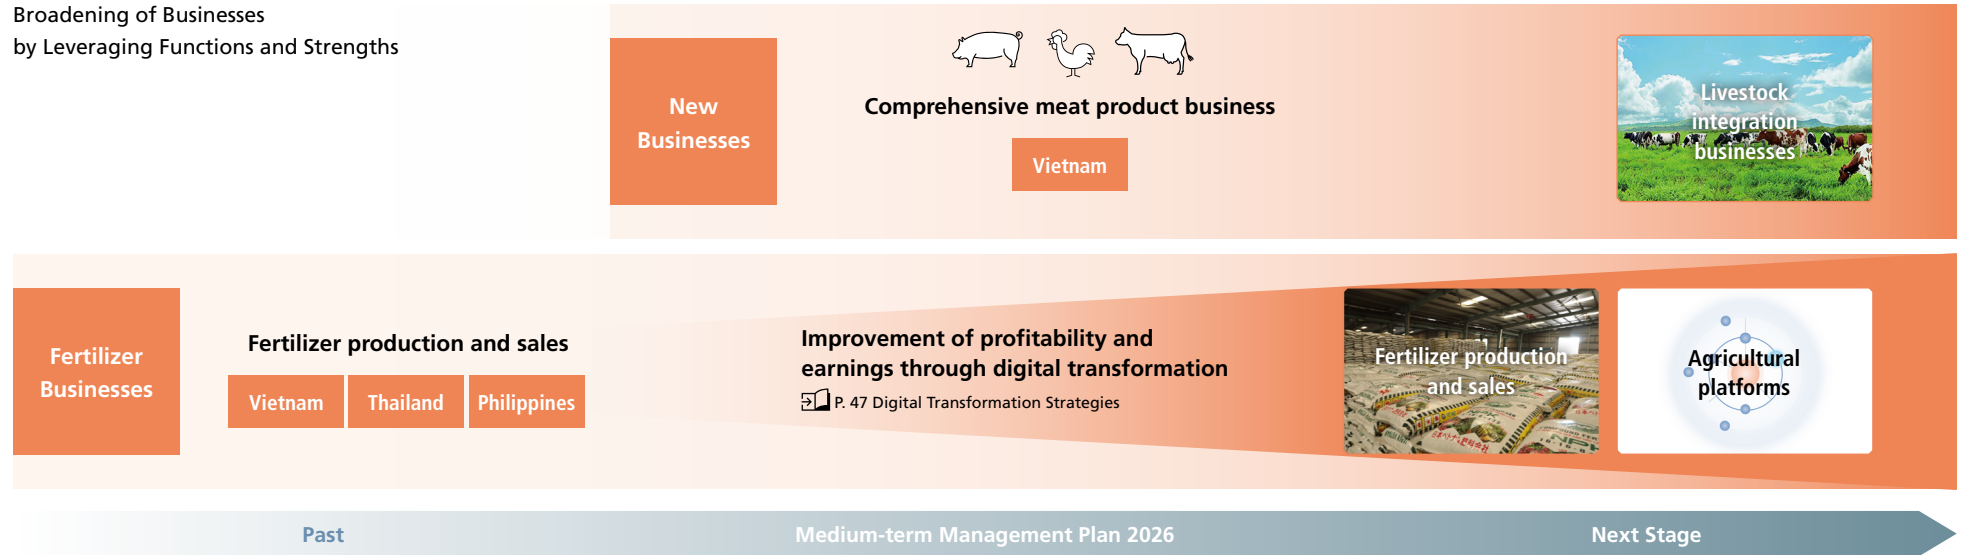 Broadening of Businesses
by Leveraging Functions and Strengths
New
Businesses
Comprehensive meat product business
Vietnam
Livestock
integration
businesses
Fertilizer
Businesses
Fertilizer production and sales
Vietnam
Thailand
Philippines
Improvement of profitability and
earnings through digital transformation
P. 47 Digital Transformation Strategies
Fertilizer production
and sales
Agricultural
platforms
Past
Medium-term Management Plan 2026
Next Stage